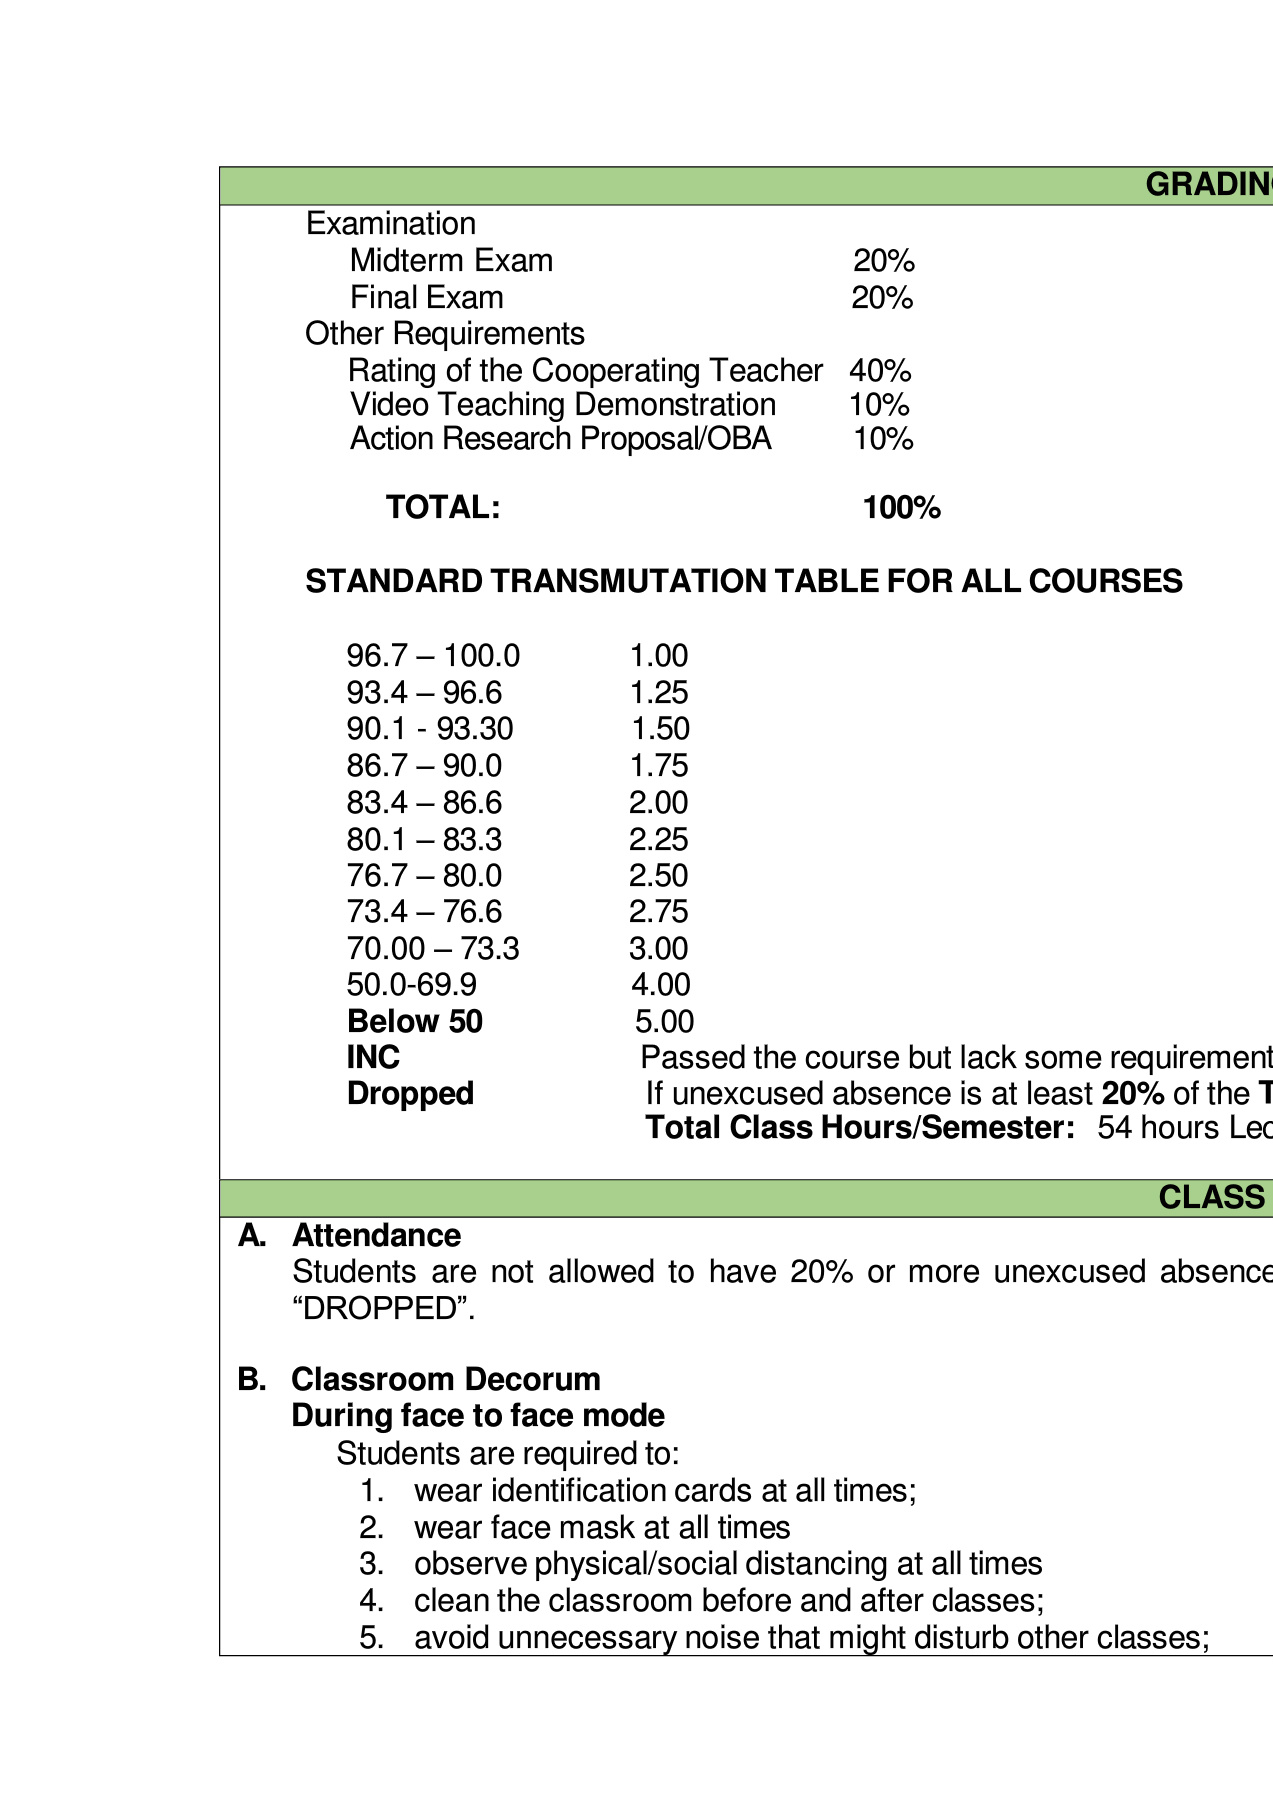 GRADING
Examination
Midterm Exam 20%
Final Exam 20%
Other Requirements
Rating of the Cooperating Teacher 40%
Video Teaching Demonstration 10%
Action Research Proposal/OBA 10%
TOTAL: 100%
STANDARD TRANSMUTATION TABLE FOR ALL COURSES
96.7 – 100.0 1.00
93.4 – 96.6 1.25
90.1 - 93.30 1.50
86.7 – 90.0 1.75
83.4 – 86.6 2.00
80.1 – 83.3 2.25
76.7 – 80.0 2.50
73.4 – 76.6 2.75
70.00 – 73.3 3.00
50.0-69.9 4.00
Below 50 5.00
INC Passed the course but lack some requirement
Dropped If unexcused absence is at least 20% of the T
Total Class Hours/Semester: 54 hours Lec
CLASS
A. Attendance
Students are not allowed to have 20% or more unexcused absence
“DROPPED”.
B. Classroom Decorum
During face to face mode
Students are required to:
1. wear identification cards at all times;
2. wear face mask at all times
3. observe physical/social distancing at all times
4. clean the classroom before and after classes;
5. avoid unnecessary noise that might disturb other classes;